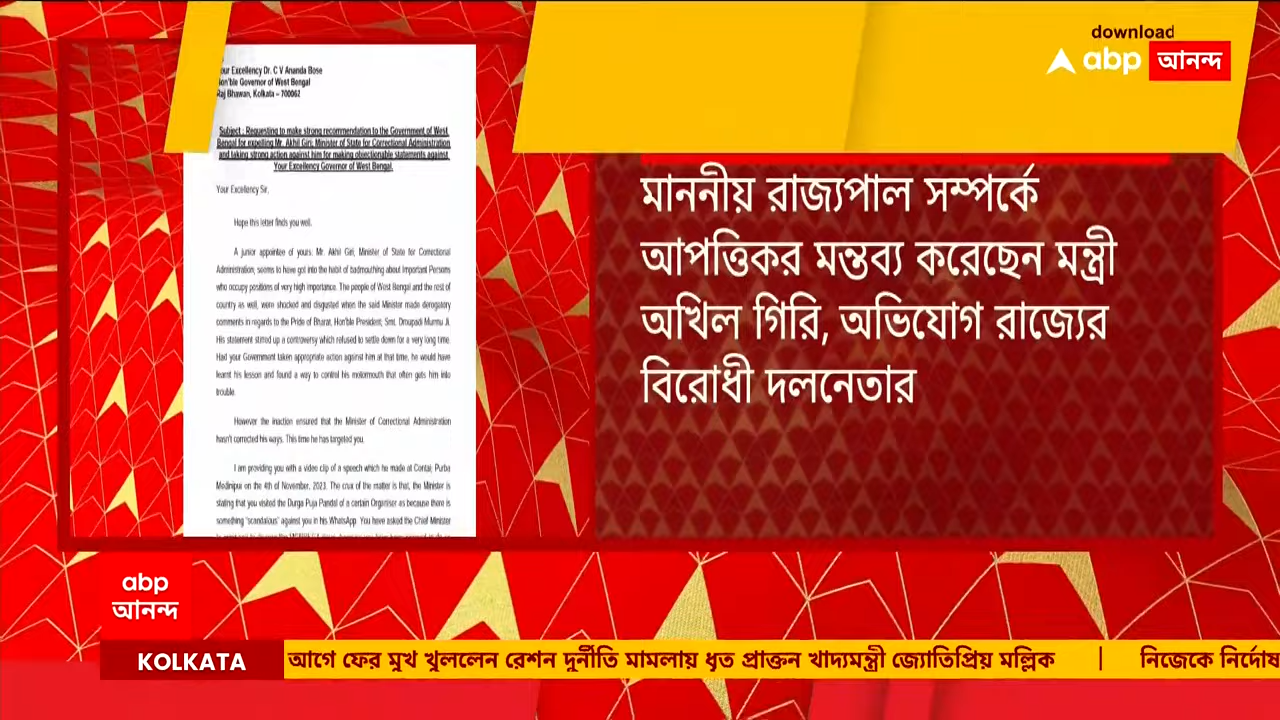 download
abp আনন্দ
our Excellency Dr. C V Ananda Bose
on'ble Governor of West Bengal
aj Bhawan, Kolkata – 700062
Subject : Requesting to make strong recommendation to the Government of West
Bengal for expelling Mr. Akhil Giri; Minister of State for Correctional Administration
and taking strong action against him for making objectionable statements against
Your Excellency Governor of West Bengal.
Your Excellency Sir,
Hope this letter finds you well.
A junior appointee of yours; Mr. Akhil Giri; Minister of State for Correctional
Administration; seems to have got into the habit of badmouthing about Important Persons
who occupy positions of very high importance. The people of West Bengal and the rest of
country as well, were shocked and disgusted when the said Minister made derogatory
comments in regards to the Pride of Bharat, Hon'ble President; Smt. Droupadi Murmu Ji.
His statement stirred up a controversy which refused to settle down for a very long time.
Had your Government taken appropriate action against him at that time, he would have
learnt his lesson and found a way to control his motormouth that often gets him into
trouble.
However the inaction ensured that the Minister of Correctional Administration
hasn't corrected his ways. This time he has targeted you.
I am providing you with a video clip of a speech which he made at Contai; Purba
Medinipur on the 4th of November, 2023. The crux of the matter is that, the Minister is
stating that you visited the Durga Puja Pandal of a certain Organiser as because there is
something "scandalous" against you in his WhatsApp. You have asked the Chief Minister
মাননীয় রাজ্যপাল সম্পর্কে
আপত্তিকর মন্তব্য করেছেন মন্ত্রী
অখিল গিরি, অভিযোগ রাজ্যের
বিরোধী দলনেতার
abp
আনন্দ
KOLKATA
আগে ফের মুখ খুললেন রেশন দুর্নীতি মামলায় ধৃত প্রাক্তন খাদ্যমন্ত্রী জ্যোতিপ্রিয় মল্লিক | নিজেকে নির্দোষ